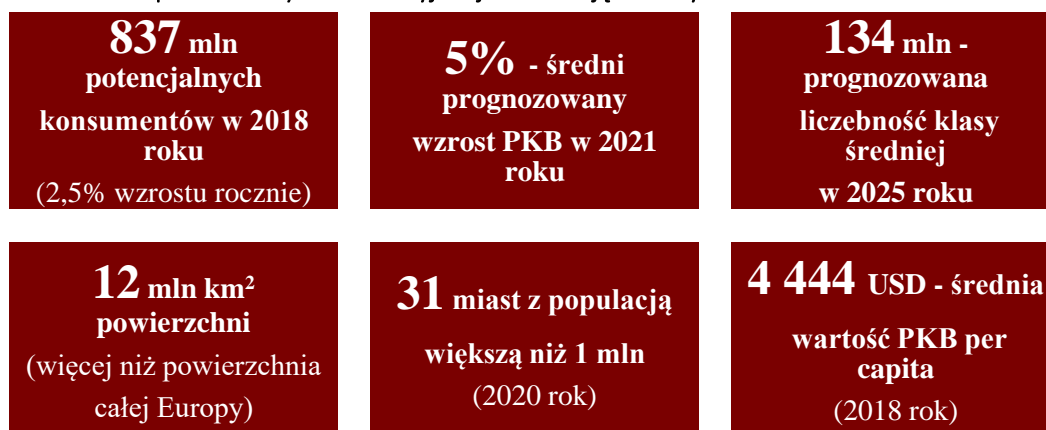 837 mln
potencjalnych
konsumentów w 2018
roku
(2,5% wzrostu rocznie)
5% - średni
prognozowany
wzrost PKB w 2021
roku
134 mln -
prognozowana
liczebność klasy
średniej
w 2025 roku
12 mln km²
powierzchni
(więcej niż powierzchnia
całej Europy)
31 miast z populacją
większą niż 1 mln
(2020 rok)
4 444 USD - średnia
wartość PKB per
capita
(2018 rok)